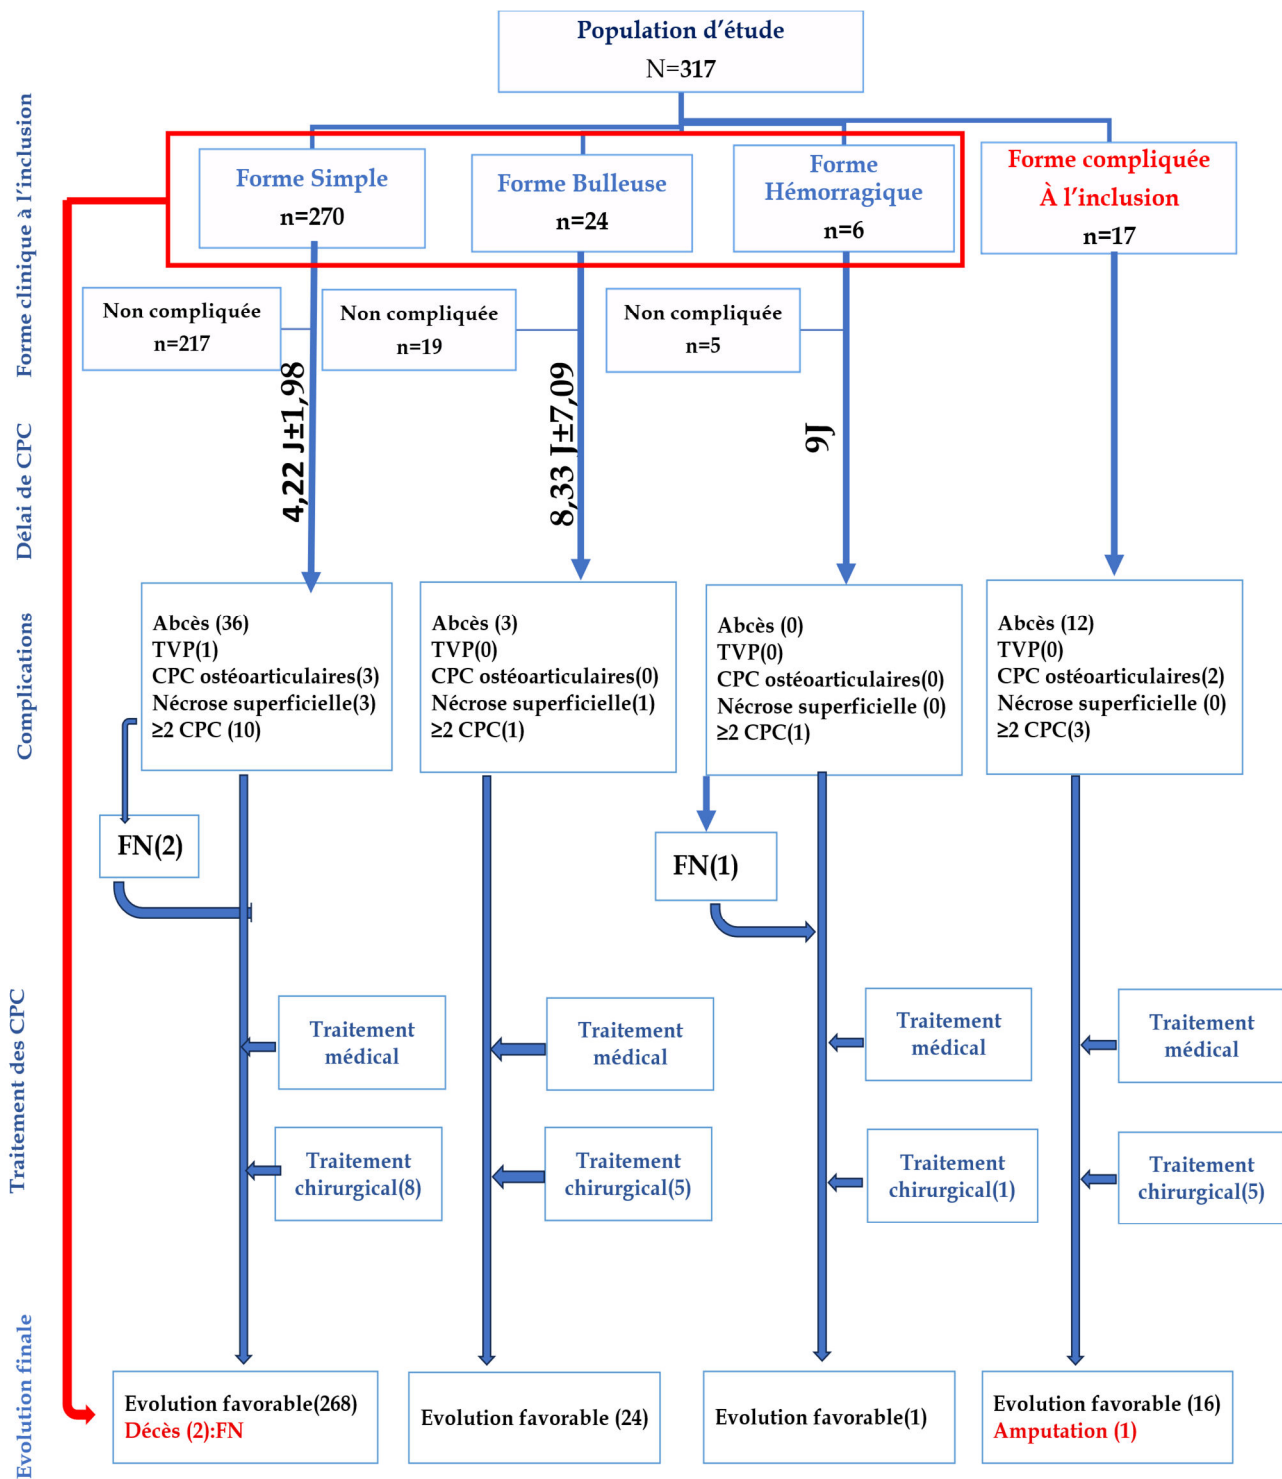 Population d'étude
N=317
Forme clinique à l'inclusion
Forme Simple
n=270
Forme Bulleuse
n=24
Forme
Hémorragique
n=6
Forme compliquée
À l'inclusion
n=17
Non compliquée
n=217
Non compliquée
n=19
Non compliquée
n=5
Délai de CPC
4,22 J±1,98
8,33 J±7,09
9J
Complications
Abcès (36)
TVP(1)
CPC ostéoarticulaires(3)
Nécrose superficielle(3)
≥2 CPC (10)
Abcès (3)
TVP(0)
CPC ostéoarticulaires(0)
Nécrose superficielle(1)
≥2 CPC(1)
Abcès (0)
TVP(0)
CPC ostéoarticulaires(0)
Nécrose superficielle (0)
≥2 CPC(1)
Abcès (12)
TVP(0)
CPC ostéoarticulaires(2)
Nécrose superficielle (0)
≥2 CPC(3)
FN(2)
FN(1)
Traitement des CPC
Traitement
médical
Traitement
médical
Traitement
médical
Traitement
médical
Traitement
chirurgical(8)
Traitement
chirurgical(5)
Traitement
chirurgical(1)
Traitement
chirurgical(5)
Evolution finale
Evolution favorable(268)
Décès (2):FN
Evolution favorable (24)
Evolution favorable(1)
Evolution favorable (16)
Amputation (1)